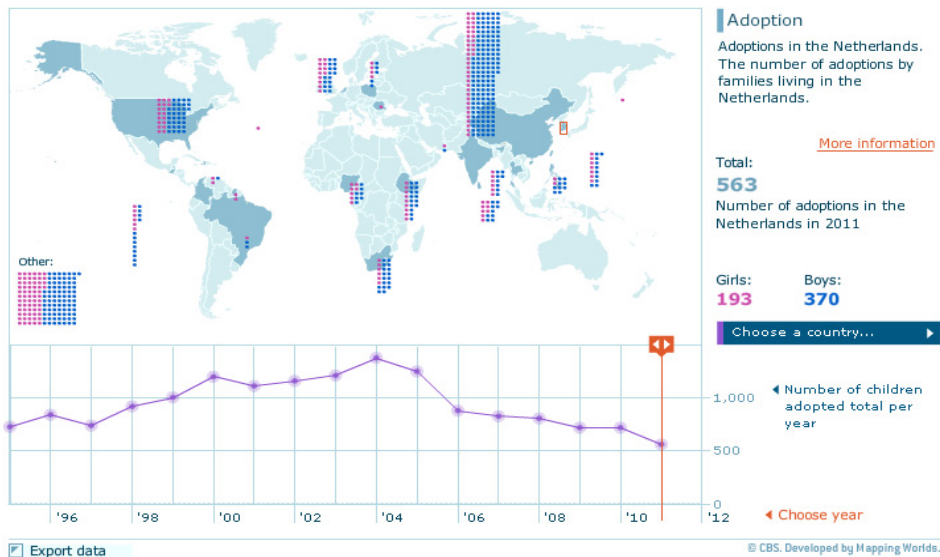 Adoption
Adoptions in the Netherlands.
The number of adoptions by
families living in the
Netherlands.
More information
Total:
563
Number of adoptions in the
Netherlands in 2011
Girls:
193
Boys:
370
Choose a country...
Other:
1,000
500
0
Number of children
adopted total per
year
'96
'98
'00
'02
'04
'06
'08
'10
'12
Choose year
Export data
© CBS. Developed by Mapping Worlds.